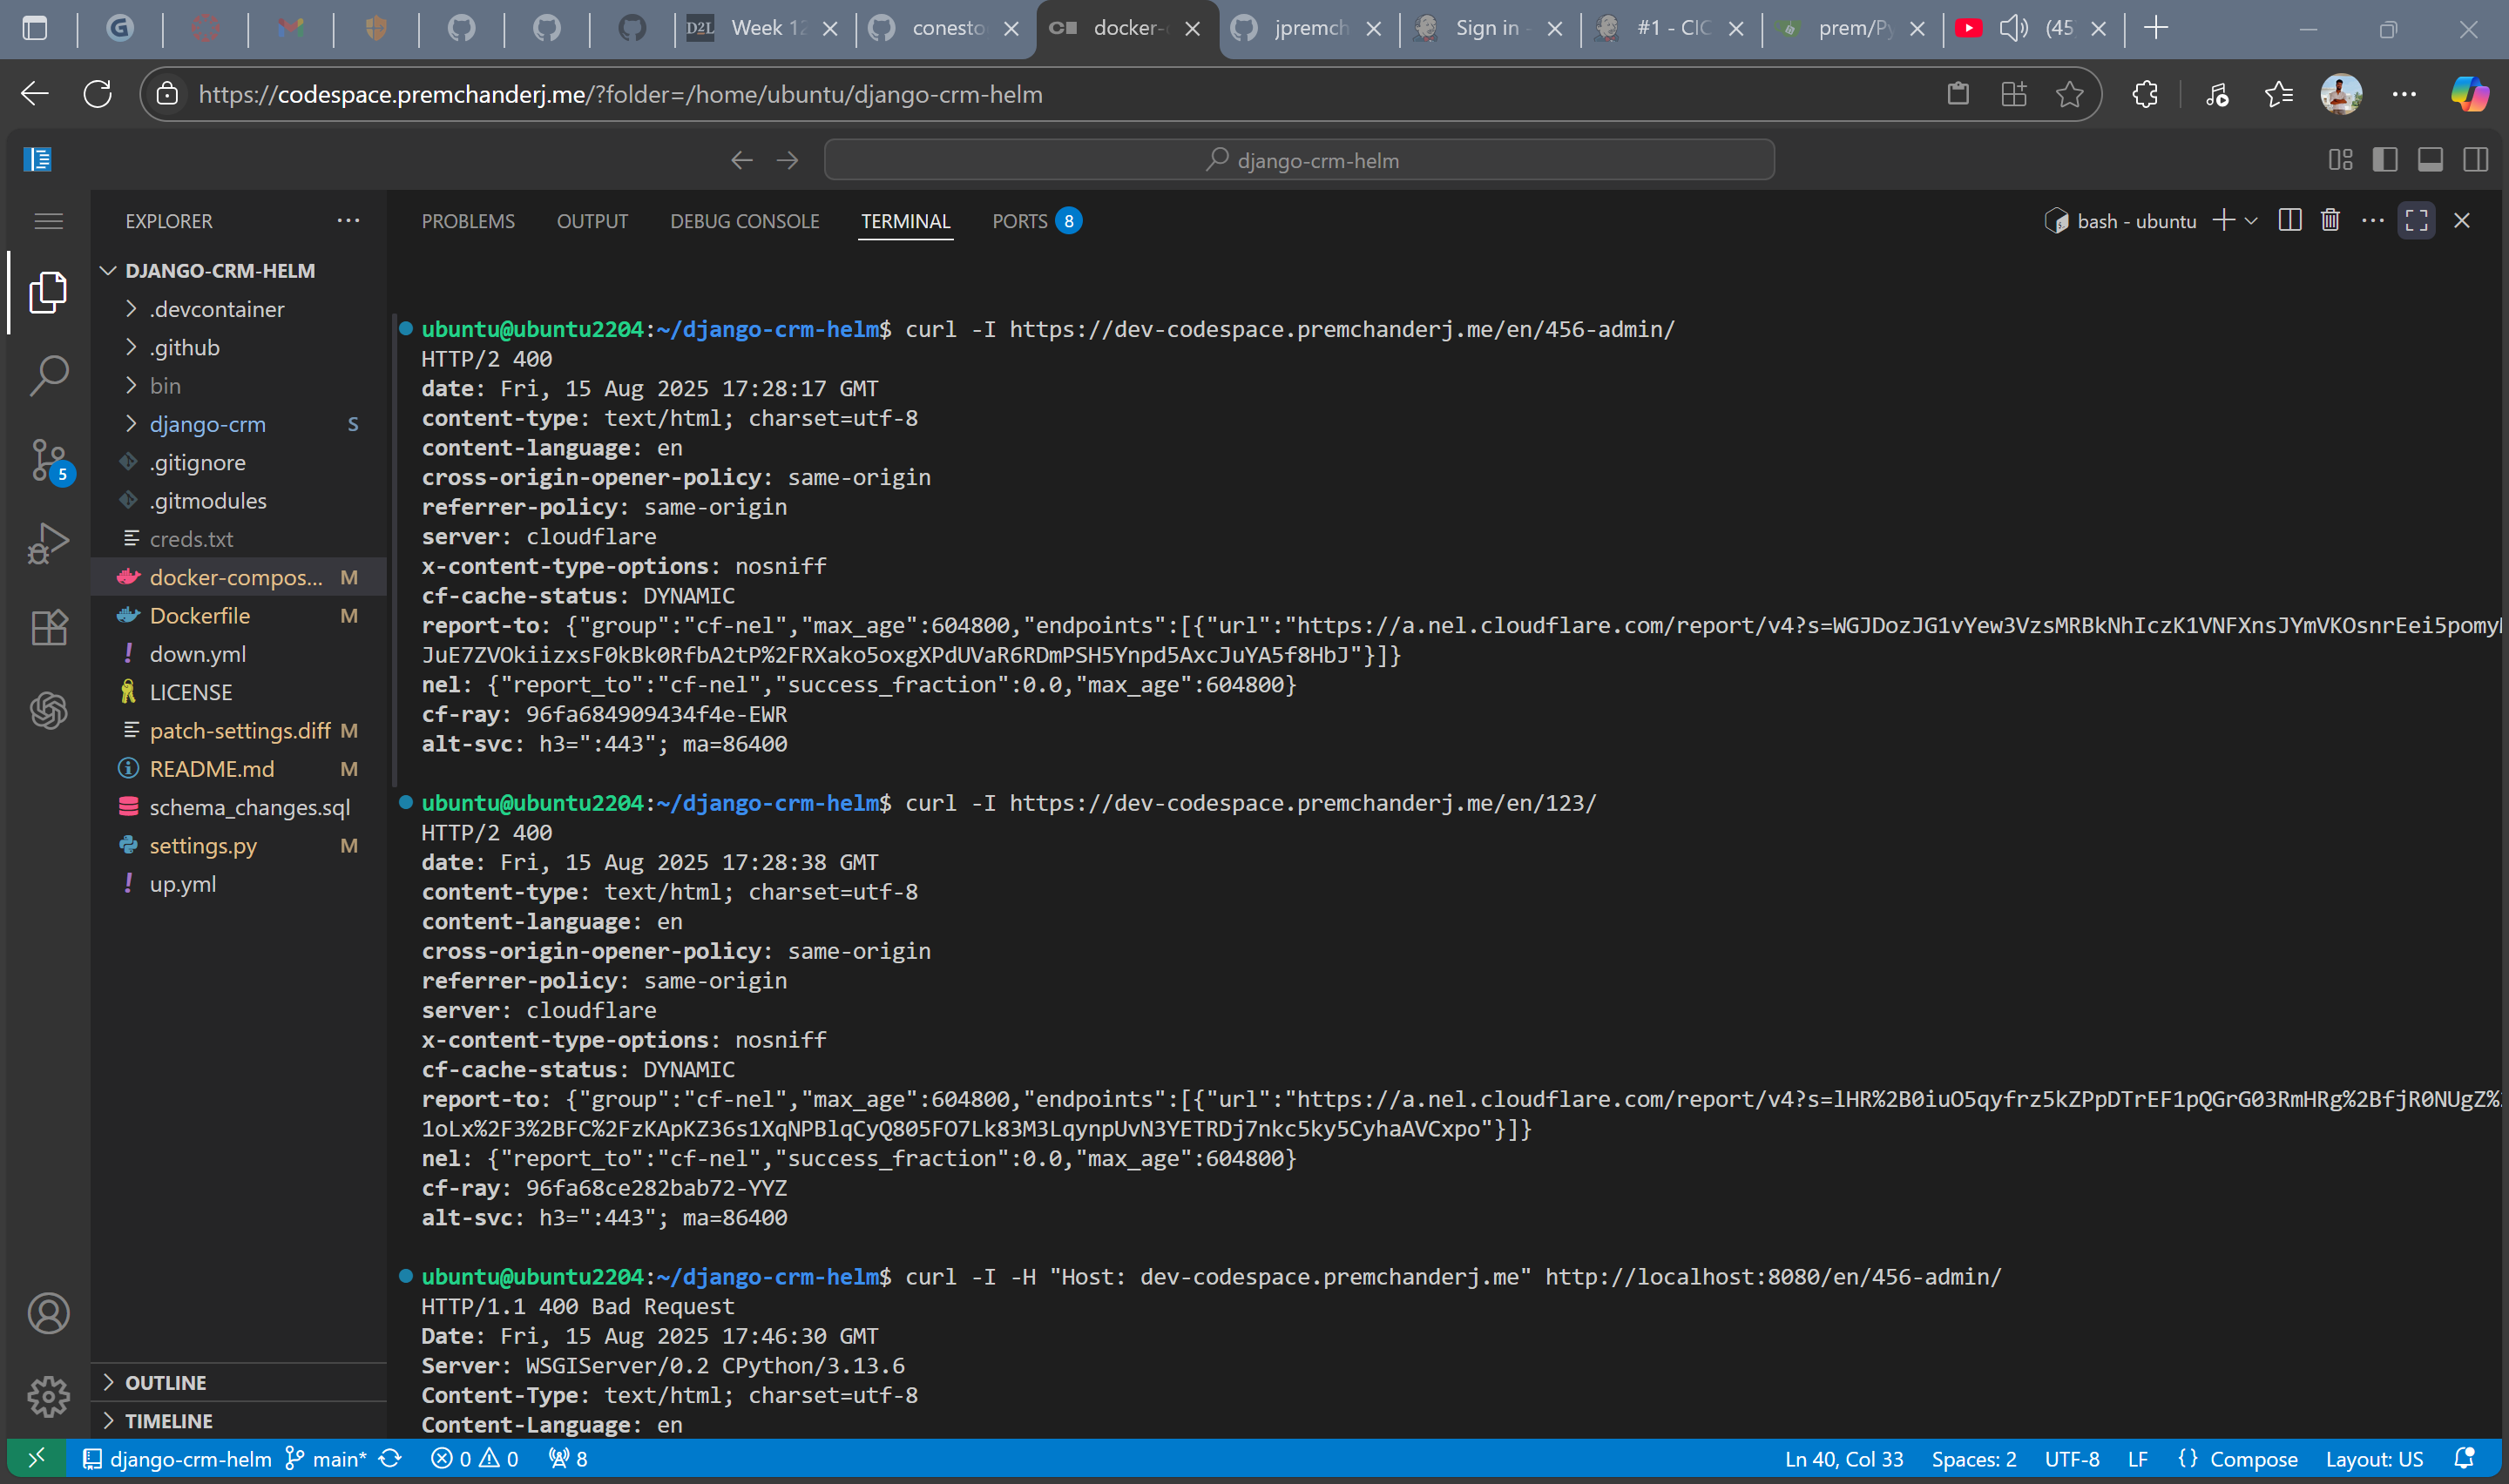 D2L Week 12 conesto docker- jpremch Sign in - #1 - CIC prem/Py (45
https://codespace.premchanderj.me/?folder=/home/ubuntu/django-crm-helm
django-crm-helm
EXPLORER
DJANGO-CRM-HELM
.devcontainer
.github
bin
django-crm S
.gitignore
5
.gitmodules
creds.txt
docker-compos... M
Dockerfile M
down.yml
LICENSE
patch-settings.diff M
README.md M
schema_changes.sql
settings.py M
up.yml
OUTLINE
TIMELINE
PROBLEMS OUTPUT DEBUG CONSOLE TERMINAL PORTS 8 bash - ubuntu
ubuntu@ubuntu2204:~/django-crm-helm$ curl -I https://dev-codespace.premchanderj.me/en/456-admin/
HTTP/2 400
date: Fri, 15 Aug 2025 17:28:17 GMT
content-type: text/html; charset=utf-8
content-language: en
cross-origin-opener-policy: same-origin
referrer-policy: same-origin
server: cloudflare
x-content-type-options: nosniff
cf-cache-status: DYNAMIC
report-to: {"group":"cf-nel","max_age":604800,"endpoints":[{"url":"https://a.nel.cloudflare.com/report/v4?s=WGJDozJG1vYew3VzsMRBkNhIczK1VNFXnsJYmVKOsnrEei5pomy
JuE7ZVOkiizxsF0kBk0RfbA2tP%2FRXako5oxgXPdUVaR6RDmPSH5Ynpd5AxcJuYA5f8HbJ"}]}
nel: {"report_to":"cf-nel","success_fraction":0.0,"max_age":604800}
cf-ray: 96fa684909434f4e-EWR
alt-svc: h3=":443"; ma=86400
ubuntu@ubuntu2204:~/django-crm-helm$ curl -I https://dev-codespace.premchanderj.me/en/123/
HTTP/2 400
date: Fri, 15 Aug 2025 17:28:38 GMT
content-type: text/html; charset=utf-8
content-language: en
cross-origin-opener-policy: same-origin
referrer-policy: same-origin
server: cloudflare
x-content-type-options: nosniff
cf-cache-status: DYNAMIC
report-to: {"group":"cf-nel","max_age":604800,"endpoints":[{"url":"https://a.nel.cloudflare.com/report/v4?s=lHR%2B0iuO5qyfrz5kZPpDTrEF1pQGrG03RmHRg%2BfjR0NUgZ%
1oLx%2F3%2BFC%2FzKApKZ36s1XqNPBlqCyQ805FO7Lk83M3LqynpUvN3YETRDj7nkc5ky5CyhaAVCxpo"}]}
nel: {"report_to":"cf-nel","success_fraction":0.0,"max_age":604800}
cf-ray: 96fa68ce282bab72-YYZ
alt-svc: h3=":443"; ma=86400
ubuntu@ubuntu2204:~/django-crm-helm$ curl -I -H "Host: dev-codespace.premchanderj.me" http://localhost:8080/en/456-admin/
HTTP/1.1 400 Bad Request
Date: Fri, 15 Aug 2025 17:46:30 GMT
Server: WSGIServer/0.2 CPython/3.13.6
Content-Type: text/html; charset=utf-8
Content-Language: en
django-crm-helm main* 0 0 8 Ln 40, Col 33 Spaces: 2 UTF-8 LF {} Compose Layout: US